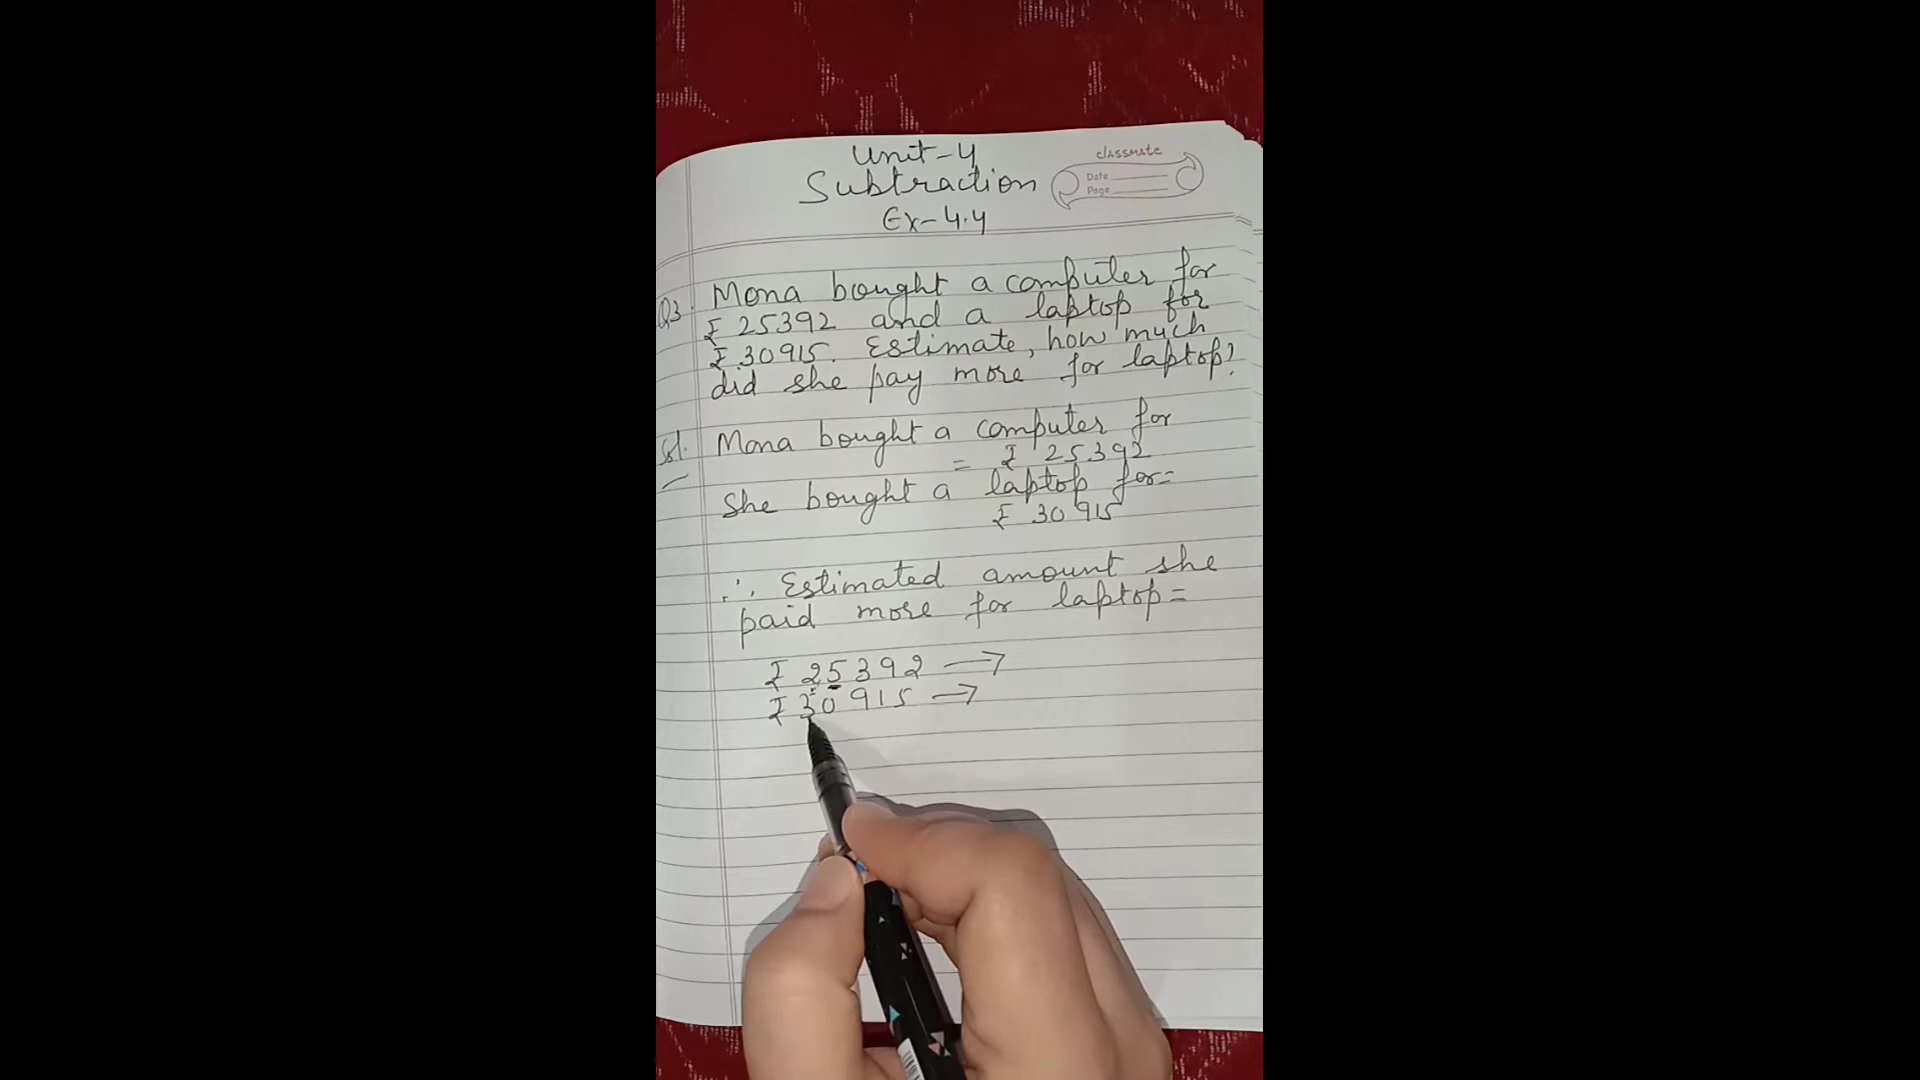 Unit-4
Subtraction
Ex-4.4
classmate
Date
Page
Q3. Mona bought a computer for
₹ 25392 and a laptop for
₹ 30915. Estimate, how much
did she pay more for laptop?
Sol. Mona bought a computer for
= ₹ 25392
She bought a laptop for=
₹ 30915
∴ Estimated amount she
paid more for laptop=
₹ 25392 →
₹ 30915 →